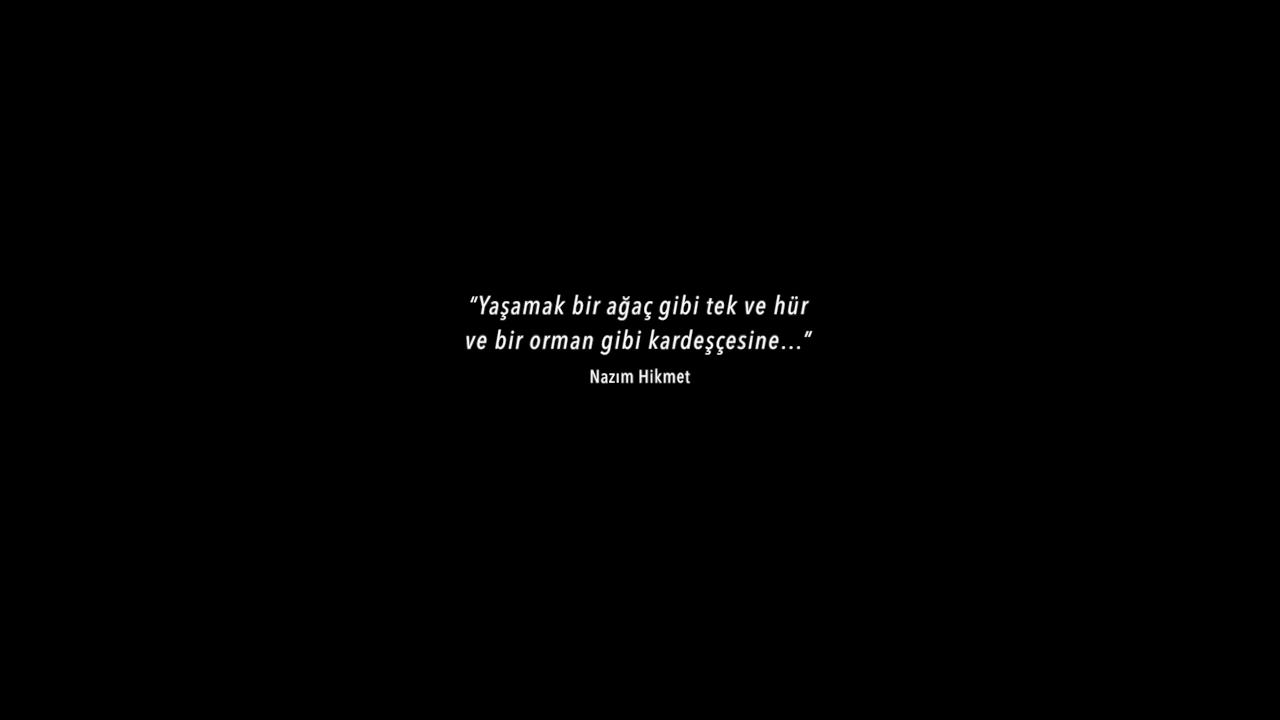 “Yaşamak bir ağaç gibi tek ve hür
ve bir orman gibi kardeşçesine...”
Nazım Hikmet